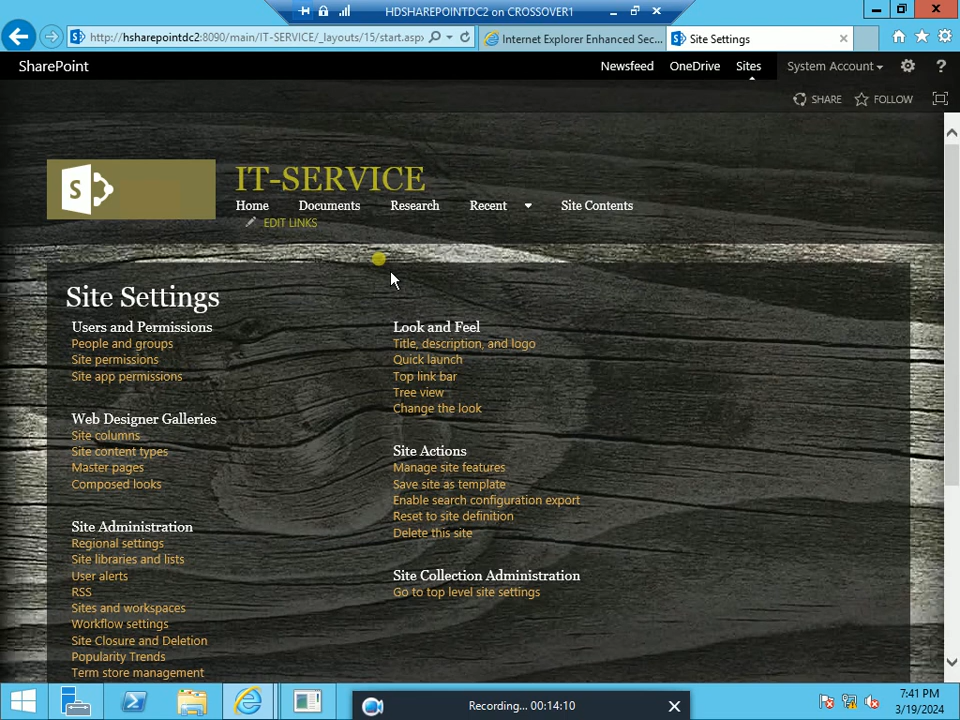 HDSHAREPOINTDC2 on CROSSOVER1
http://hsharepointdc2:8090/main/IT-SERVICE/_layouts/15/start.aspx
Internet Explorer Enhanced Sec...
Site Settings
SharePoint
Newsfeed
OneDrive
Sites
System Account
?
SHARE
FOLLOW
S
IT-SERVICE
Home
Documents
Research
Recent
Site Contents
EDIT LINKS
Site Settings
Users and Permissions
People and groups
Site permissions
Site app permissions
Web Designer Galleries
Site columns
Site content types
Master pages
Composed looks
Site Administration
Regional settings
Site libraries and lists
User alerts
RSS
Sites and workspaces
Workflow settings
Site Closure and Deletion
Popularity Trends
Term store management
Look and Feel
Title, description, and logo
Quick launch
Top link bar
Tree view
Change the look
Site Actions
Manage site features
Save site as template
Enable search configuration export
Reset to site definition
Delete this site
Site Collection Administration
Go to top level site settings
Recording... 00:14:10
7:41 PM
3/19/2024